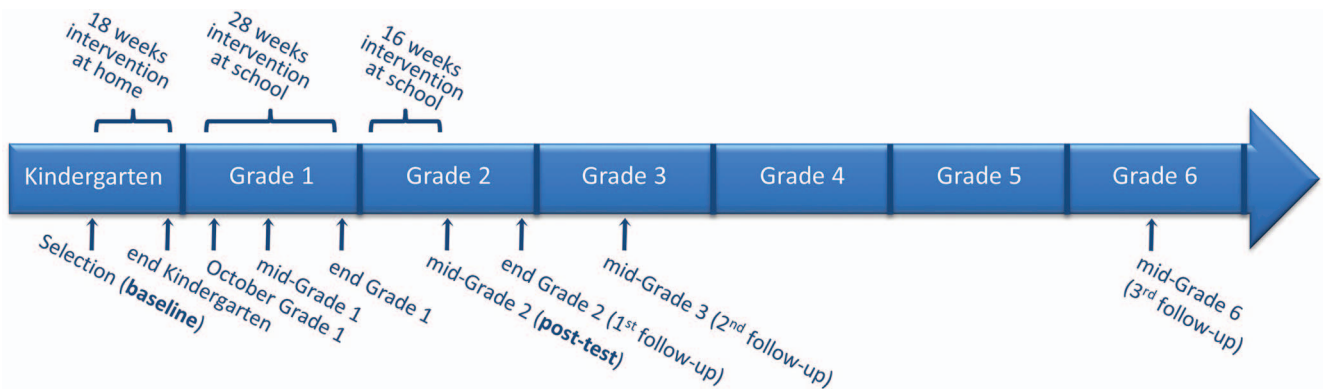 18 weeks
intervention
at home
28 weeks
intervention
at school
16 weeks
intervention
at school
Kindergarten
Grade 1
Grade 2
Grade 3
Grade 4
Grade 5
Grade 6
Selection (baseline)
end Kindergarten
October Grade 1
mid-Grade 1
end Grade 1
mid-Grade 2 (post-test)
end Grade 2 (1st follow-up)
mid-Grade 3 (2nd follow-up)
mid-Grade 6
(3rd follow-up)